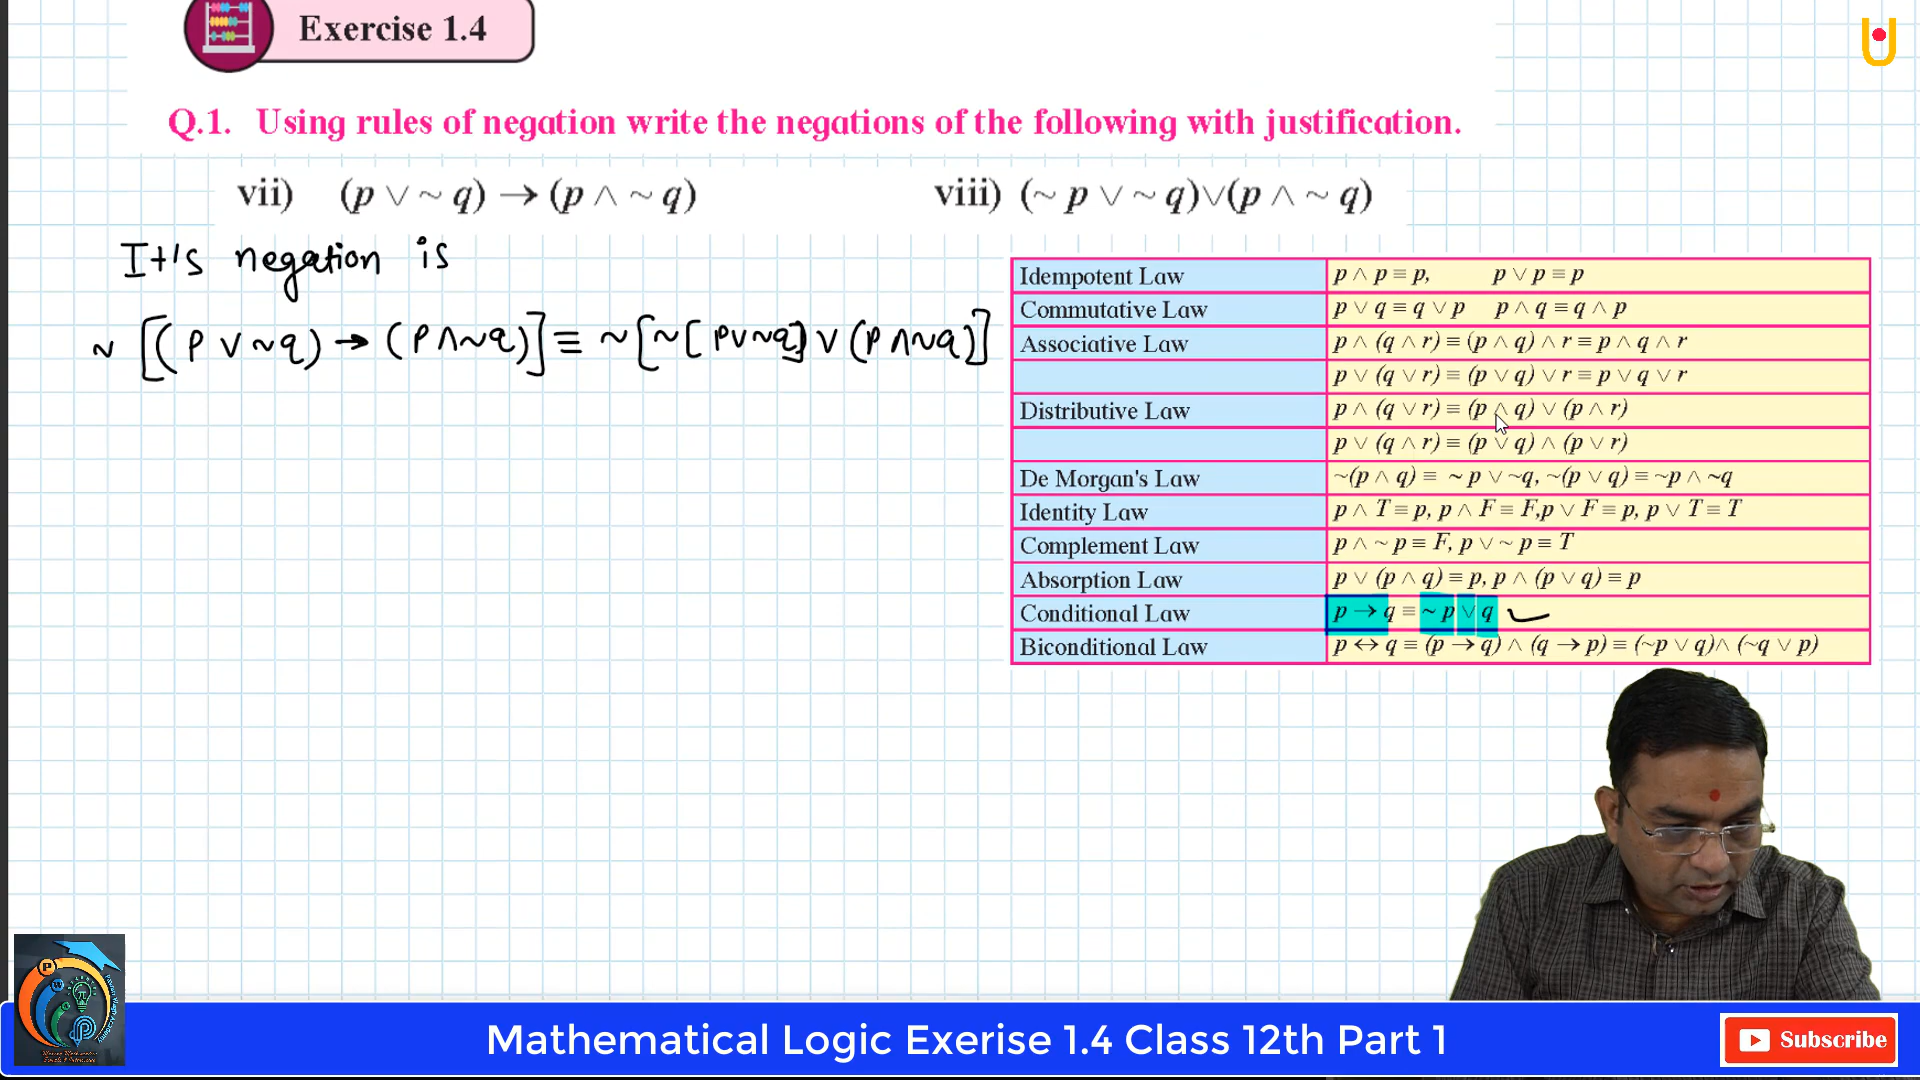 Exercise 1.4
Q.1. Using rules of negation write the negations of the following with justification.
vii) (p ∨ ~ q) → (p ∧ ~ q)
viii) (~ p ∨ ~ q)∨(p ∧ ~ q)
It's negation is
~ [(p ∨ ~q) → (p ∧ ~q)] ≡ ~[~[p∨~q] ∨ (p ∧ ~q)]
Idempotent Law p ∧ p ≡ p, p ∨ p ≡ p
Commutative Law p ∨ q ≡ q ∨ p p ∧ q ≡ q ∧ p
Associative Law p ∧ (q ∧ r) ≡ (p ∧ q) ∧ r ≡ p ∧ q ∧ r
p ∨ (q ∨ r) ≡ (p ∨ q) ∨ r ≡ p ∨ q ∨ r
Distributive Law p ∧ (q ∨ r) ≡ (p ∧ q) ∨ (p ∧ r)
p ∨ (q ∧ r) ≡ (p ∨ q) ∧ (p ∨ r)
De Morgan's Law ~(p ∧ q) ≡ ~ p ∨ ~q, ~(p ∨ q) ≡ ~p ∧ ~q
Identity Law p ∧ T ≡ p, p ∧ F ≡ F, p ∨ F ≡ p, p ∨ T ≡ T
Complement Law p ∧ ~ p ≡ F, p ∨ ~ p ≡ T
Absorption Law p ∨ (p ∧ q) ≡ p, p ∧ (p ∨ q) ≡ p
Conditional Law p → q ≡ ~ p ∨ q
Biconditional Law p ↔ q ≡ (p → q) ∧ (q → p) ≡ (~p ∨ q)∧ (~q ∨ p)
Mathematical Logic Exerise 1.4 Class 12th Part 1
Subscribe